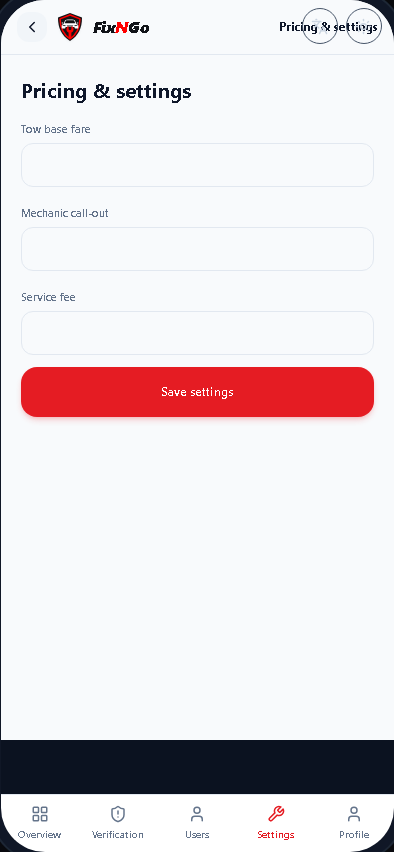 FixNGo
Pricing & settings
Pricing & settings
Tow base fare
Mechanic call-out
Service fee
Save settings
Overview
Verification
Users
Settings
Profile